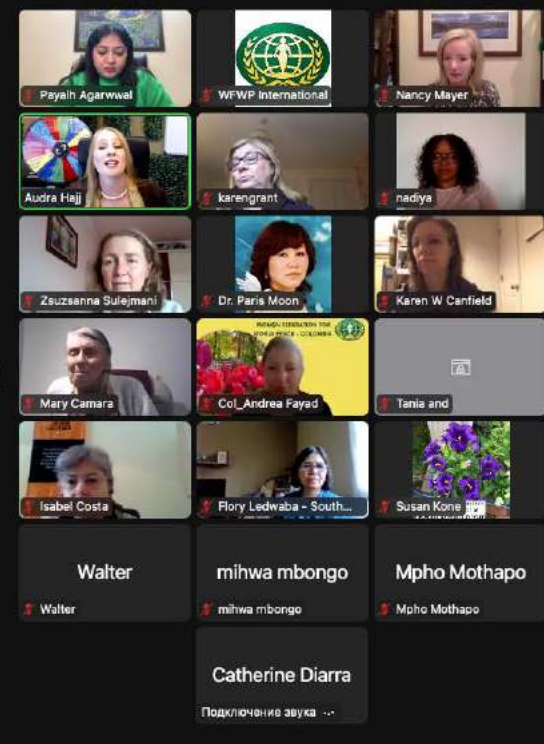 Payalh Agarwwal
WFWP International
Nancy Mayer
Audra Hajj
karengrant
nadiya
Zsuzsanna Sulejmani
Dr. Paris Moon
Karen W Canfield
WOMEN FEDERATION FOR
WORLD PEACE - COLOMBIA
Mary Camara
Col_Andrea Fayad
Tania and
Isabel Costa
Flory Ledwaba - South...
Susan Kone
Walter
mihwa mbongo
Mpho Mothapo
Walter
mihwa mbongo
Mpho Mothapo
Catherine Diarra
Подключение звука